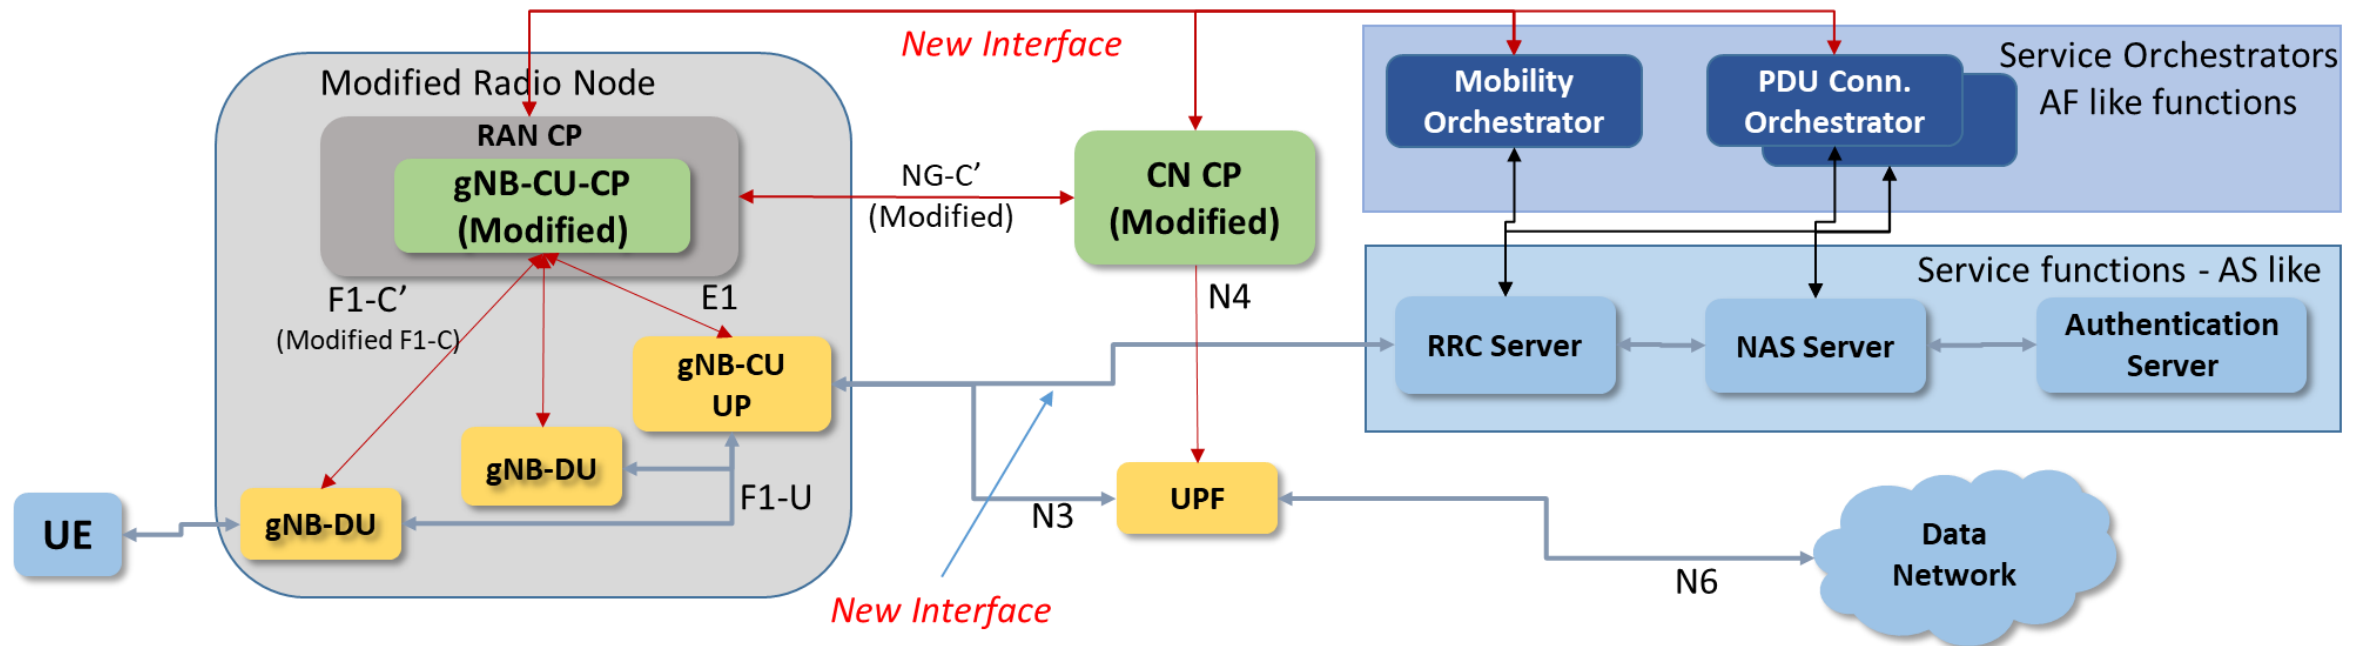 New Interface
Modified Radio Node
RAN CP
gNB-CU-CP
(Modified)
NG-C’
(Modified)
CN CP
(Modified)
Mobility
Orchestrator
PDU Conn.
Orchestrator
Service Orchestrators
AF like functions
F1-C’
(Modified F1-C)
E1
N4
Service functions - AS like
RRC Server
NAS Server
Authentication
Server
gNB-CU
UP
gNB-DU
F1-U
UE
gNB-DU
N3
UPF
New Interface
N6
Data
Network